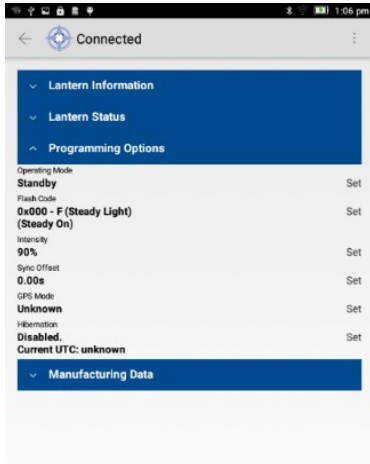 1:06 pm
Connected
Lantern Information
Lantern Status
Programming Options
Operating Mode
Standby Set
Flash Code
0x000 - F (Steady Light) Set
(Steady On)
Intensity
90% Set
Sync Offset
0.00s Set
GPS Mode
Unknown Set
Hibernation
Disabled. Set
Current UTC: unknown
Manufacturing Data